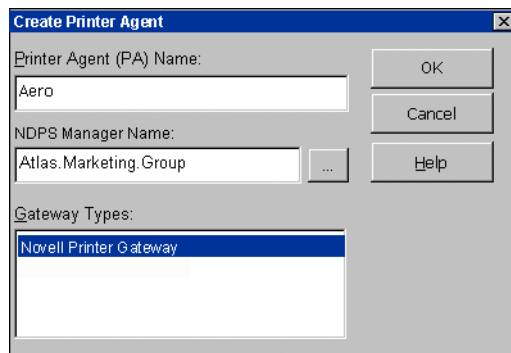 Create Printer Agent
Printer Agent (PA) Name:
Aero
OK
Cancel
NDPS Manager Name:
Atlas.Marketing.Group
...
Help
Gateway Types:
Novell Printer Gateway